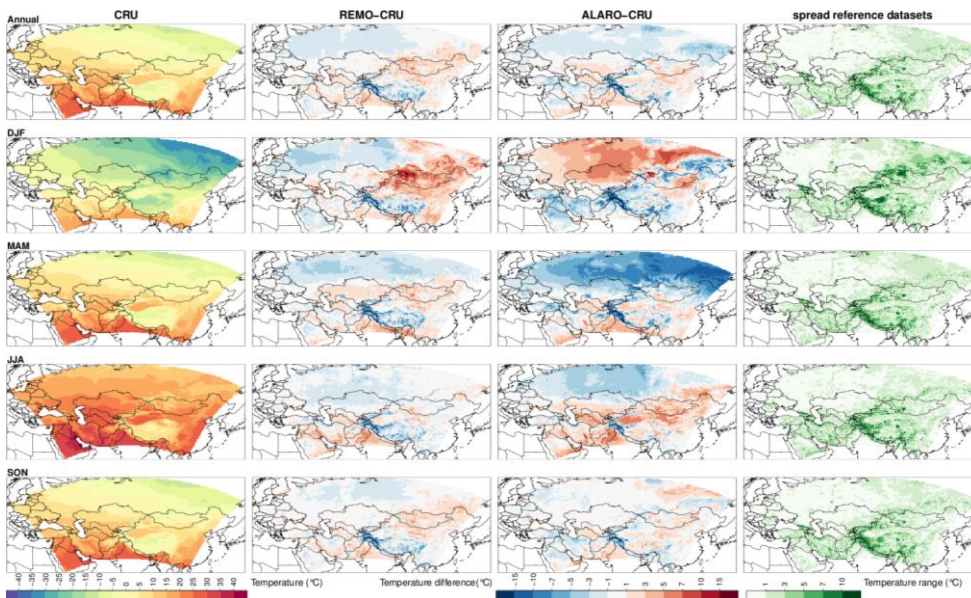 CRU REMO−CRU ALARO−CRU spread reference datasets
Annual
DJF
MAM
JJA
SON
-40 -35 -30 -25 -20 -15 -10 -5 0 5 10 15 20 25 30 35 40 Temperature (°C) Temperature difference(°C) -15 -10 -7 -5 -3 -1 1 3 5 7 10 15 1 3 5 7 10 Temperature range (°C)